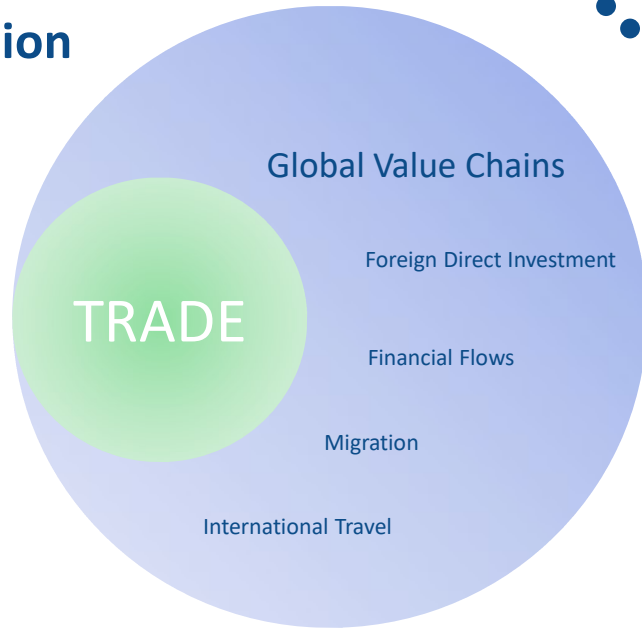 ion
Global Value Chains
Foreign Direct Investment
TRADE
Financial Flows
Migration
International Travel